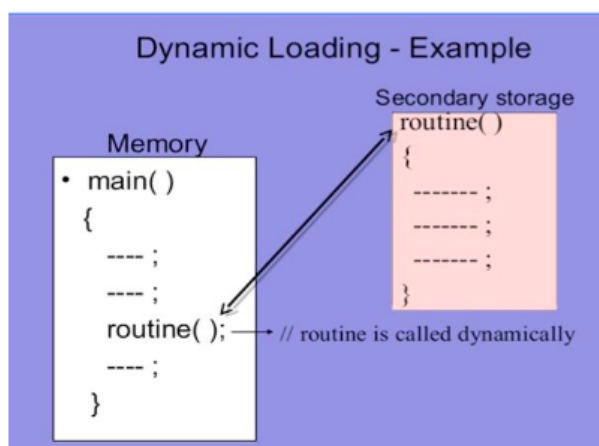 Dynamic Loading - Example
Memory
• main( )
{
---- ;
---- ;
routine( );
// routine is called dynamically
---- ;
}
Secondary storage
routine( )
{
------- ;
------- ;
------- ;
}